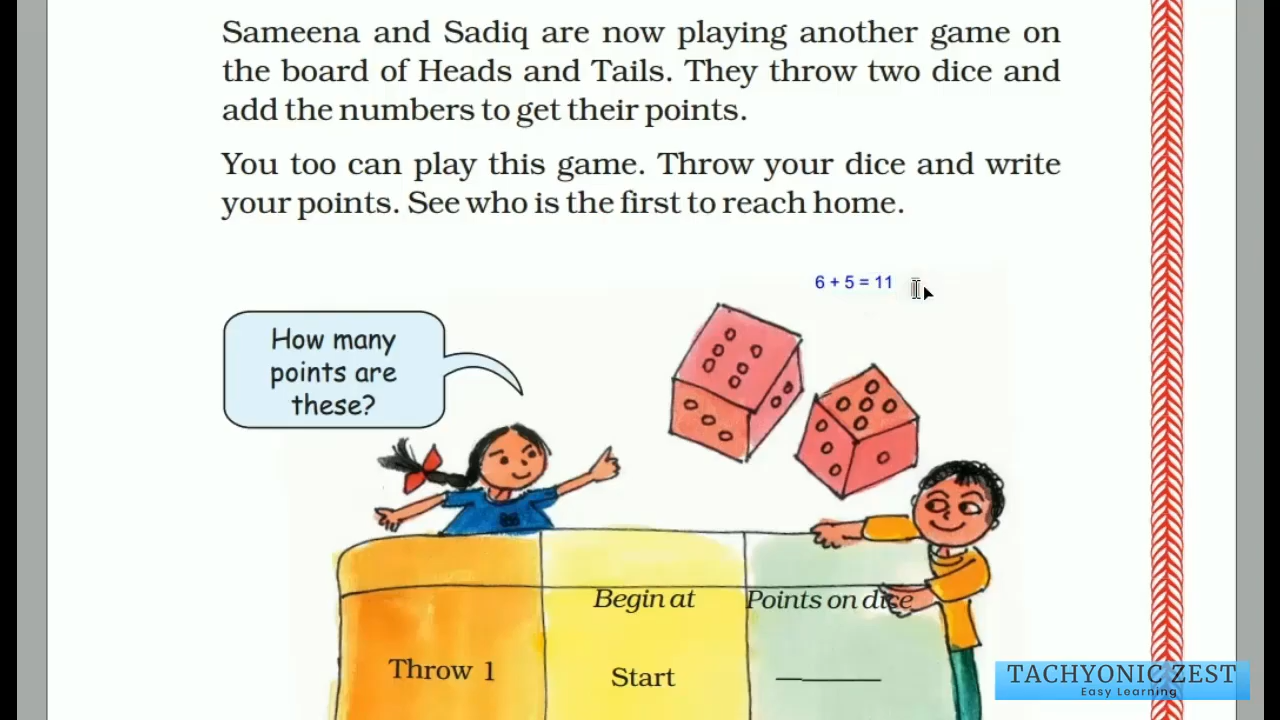 Sameena and Sadiq are now playing another game on
the board of Heads and Tails. They throw two dice and
add the numbers to get their points.
You too can play this game. Throw your dice and write
your points. See who is the first to reach home.
6 + 5 = 11
How many
points are
these?
Begin at
Points on dice
Throw 1
Start
TACHYONIC ZEST
Easy Learning